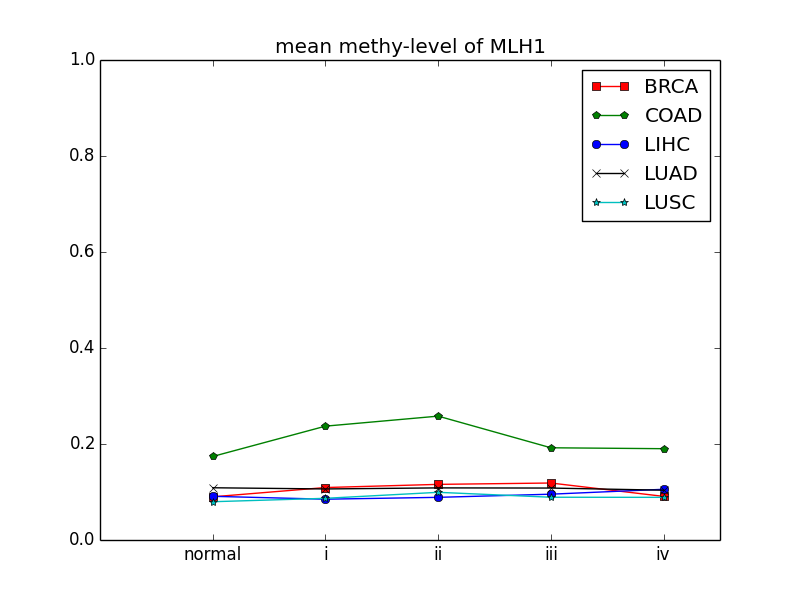 mean methy-level of MLH1
1.0
0.8
0.6
0.4
0.2
0.0
normal i ii iii iv
BRCA
COAD
LIHC
LUAD
LUSC